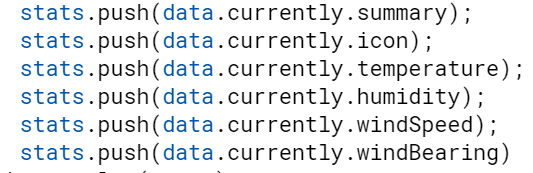 stats.push(data.currently.summary);
stats.push(data.currently.icon);
stats.push(data.currently.temperature);
stats.push(data.currently.humidity);
stats.push(data.currently.windSpeed);
stats.push(data.currently.windBearing)